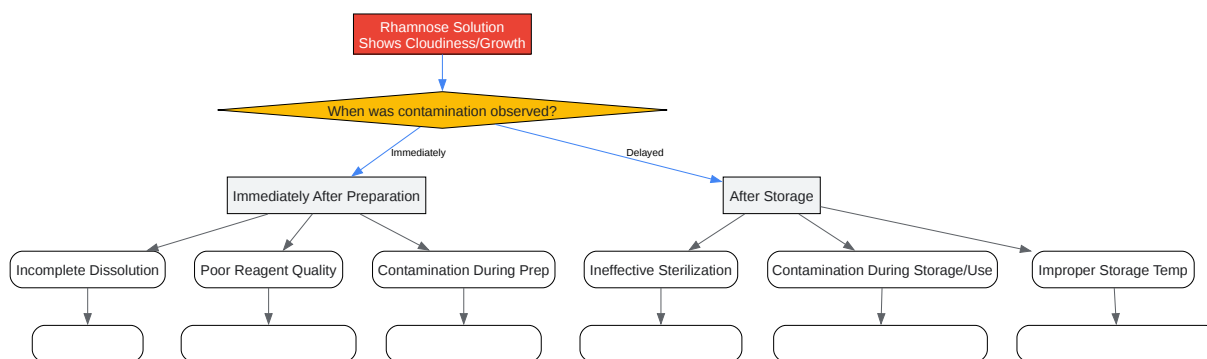 Rhamnose Solution
Shows Cloudiness/Growth
When was contamination observed?
Immediately
Delayed
Immediately After Preparation
After Storage
Incomplete Dissolution
Poor Reagent Quality
Contamination During Prep
Ineffective Sterilization
Contamination During Storage/Use
Improper Storage Temp